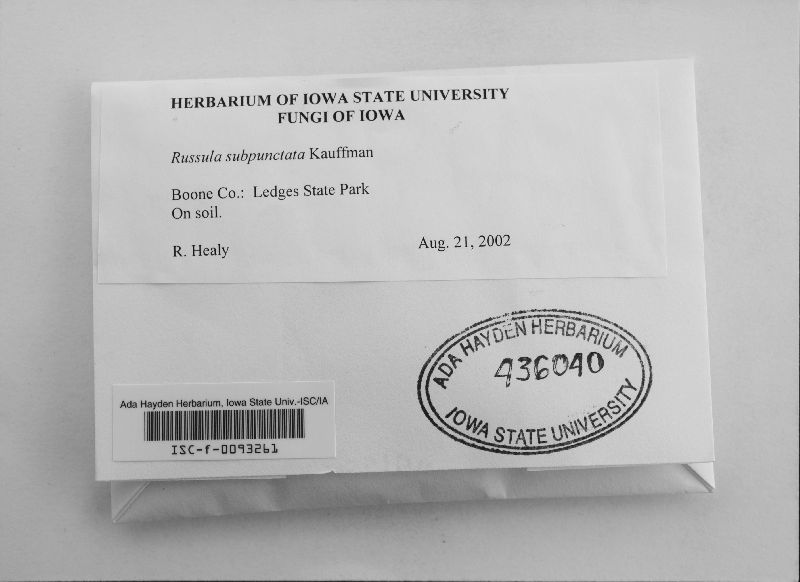 HERBARIUM OF IOWA STATE UNIVERSITY
FUNGI OF IOWA
Russula subpunctata Kauffman
Boone Co.: Ledges State Park
On soil.
R. Healy Aug. 21, 2002
ADA HAYDEN HERBARIUM
436040
IOWA STATE UNIVERSITY
Ada Hayden Herbarium, Iowa State Univ.-ISC/IA
ISC-f-0093261